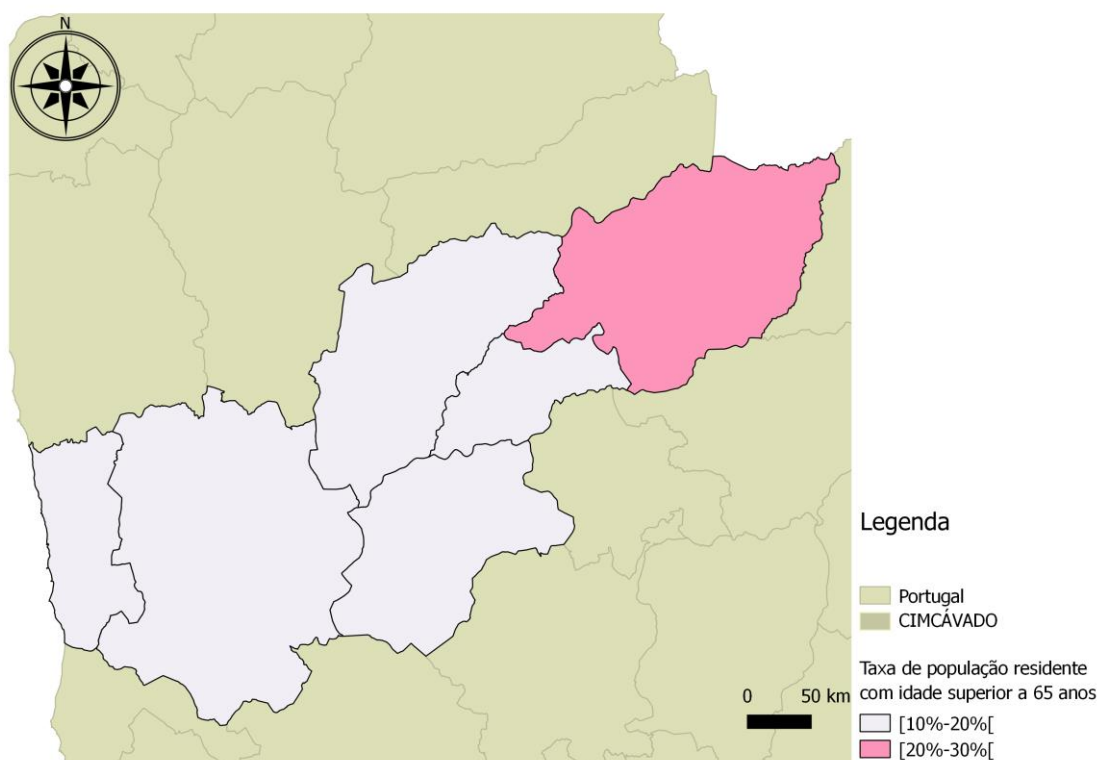 N
Legenda
Portugal
CIMCÁVADO
Taxa de população residente
com idade superior a 65 anos
0 50 km
[10%-20%[
[20%-30%[